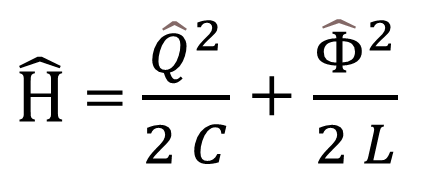 Ĥ = Q̂² / 2 C + Φ̂² / 2 L